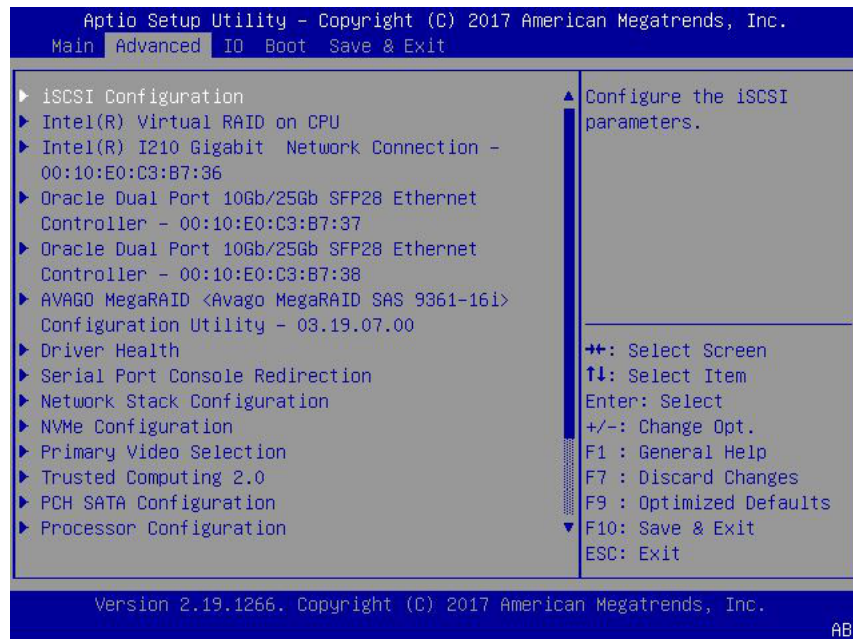 Aptio Setup Utility – Copyright (C) 2017 American Megatrends, Inc.
Main Advanced IO Boot Save & Exit
iSCSI Configuration
Intel(R) Virtual RAID on CPU
Intel(R) I210 Gigabit Network Connection –
00:10:E0:C3:B7:36
Oracle Dual Port 10Gb/25Gb SFP28 Ethernet
Controller – 00:10:E0:C3:B7:37
Oracle Dual Port 10Gb/25Gb SFP28 Ethernet
Controller – 00:10:E0:C3:B7:38
AVAGO MegaRAID <Avago MegaRAID SAS 9361-16i>
Configuration Utility – 03.19.07.00
Driver Health
Serial Port Console Redirection
Network Stack Configuration
NVMe Configuration
Primary Video Selection
Trusted Computing 2.0
PCH SATA Configuration
Processor Configuration
Configure the iSCSI
parameters.
→←: Select Screen
↑↓: Select Item
Enter: Select
+/-: Change Opt.
F1 : General Help
F7 : Discard Changes
F9 : Optimized Defaults
F10: Save & Exit
ESC: Exit
Version 2.19.1266. Copyright (C) 2017 American Megatrends, Inc.
AB